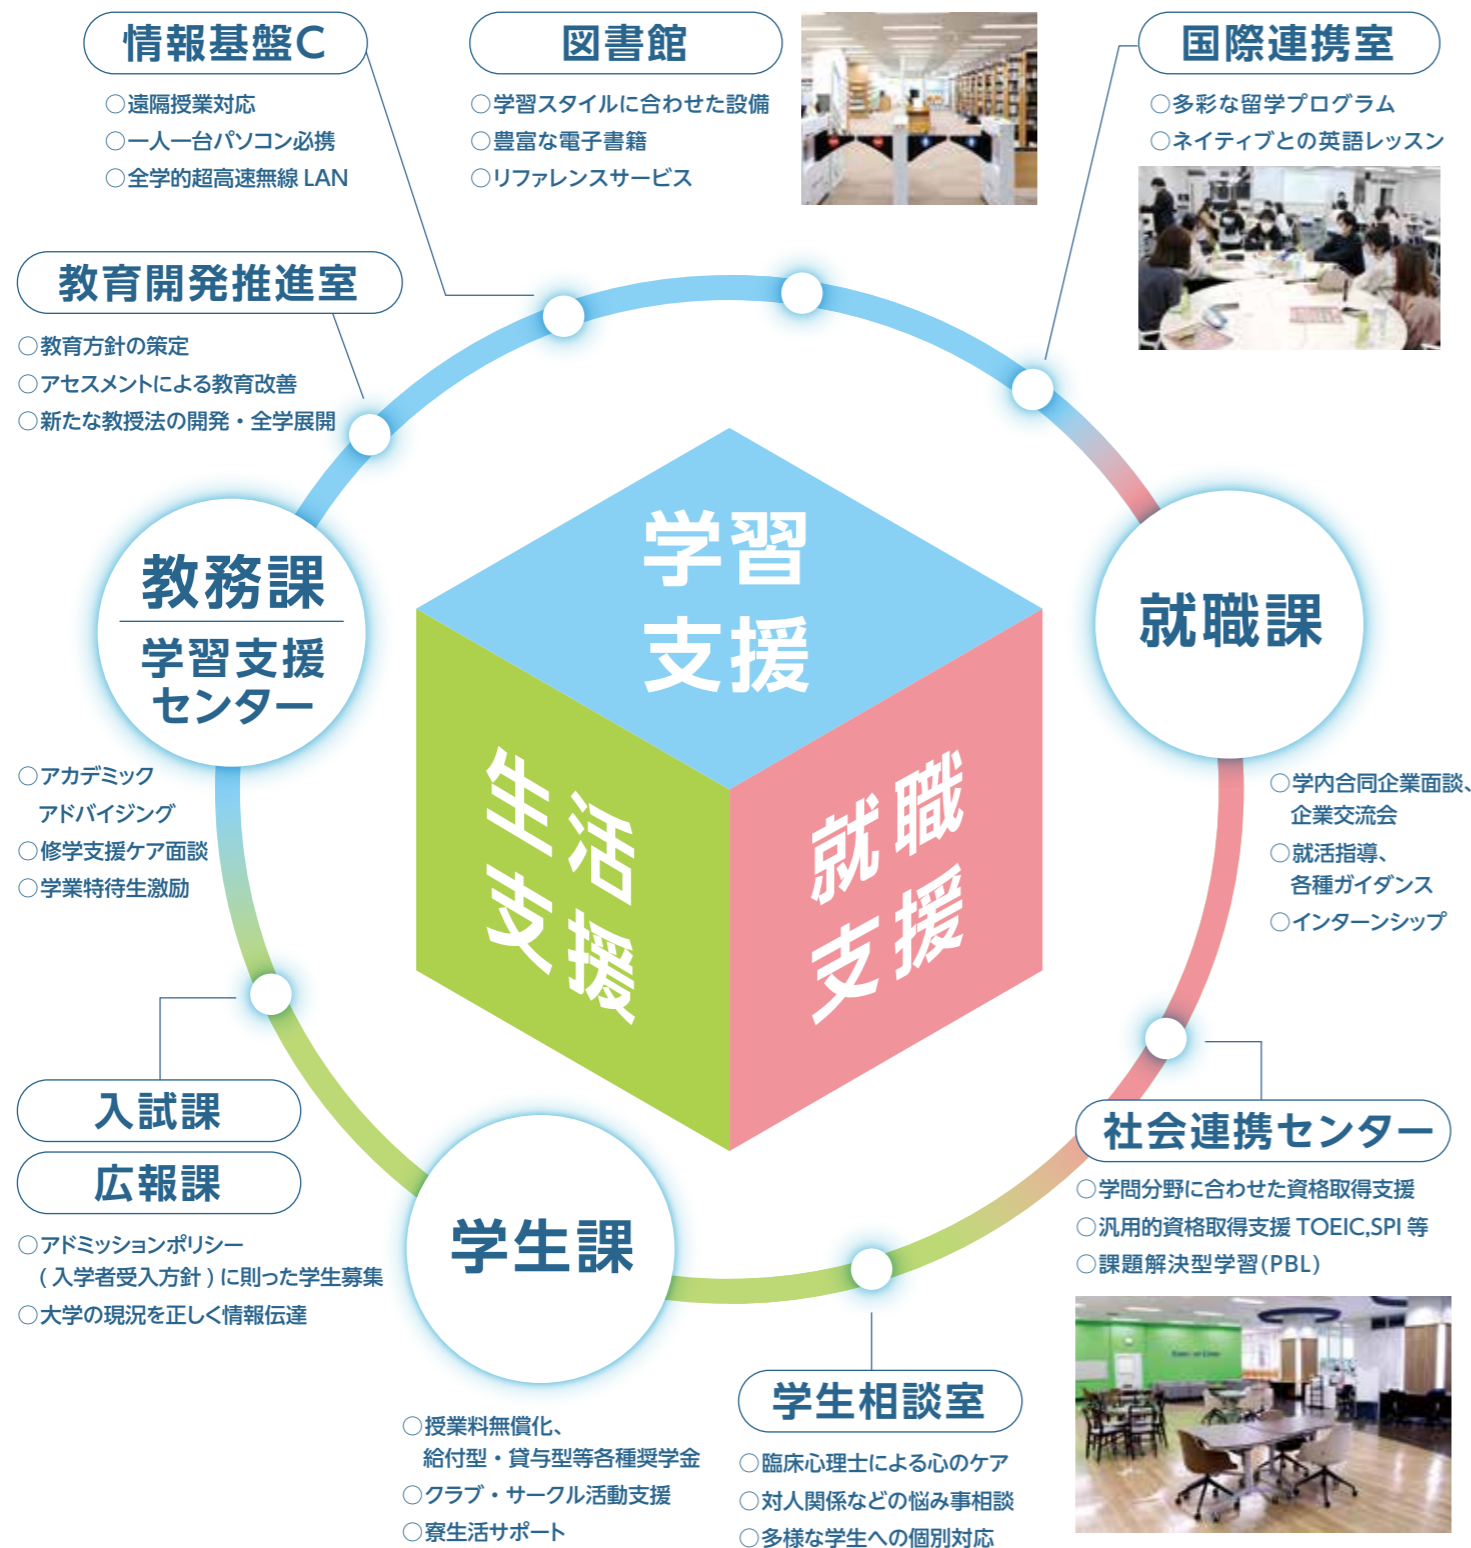 情報基盤C
○遠隔授業対応
○一人一台パソコン必携
○全学的超高速無線 LAN
図書館
○学習スタイルに合わせた設備
○豊富な電子書籍
○リファレンスサービス
国際連携室
○多彩な留学プログラム
○ネイティブとの英語レッスン
教育開発推進室
○教育方針の策定
○アセスメントによる教育改善
○新たな教授法の開発・全学展開
教務課
学習支援
センター
○アカデミック
アドバイジング
○修学支援ケア面談
○学業特待生激励
学習
支援
生活
支援
就職
支援
就職課
○学内合同企業面談、
企業交流会
○就活指導、
各種ガイダンス
○インターンシップ
入試課
広報課
○アドミッションポリシー
(入学者受入方針)に則った学生募集
○大学の現況を正しく情報伝達
学生課
○授業料無償化、
給付型・貸与型等各種奨学金
○クラブ・サークル活動支援
○寮生活サポート
学生相談室
○臨床心理士による心のケア
○対人関係などの悩み事相談
○多様な学生への個別対応
社会連携センター
○学問分野に合わせた資格取得支援
○汎用的資格取得支援 TOEIC,SPI 等
○課題解決型学習(PBL)